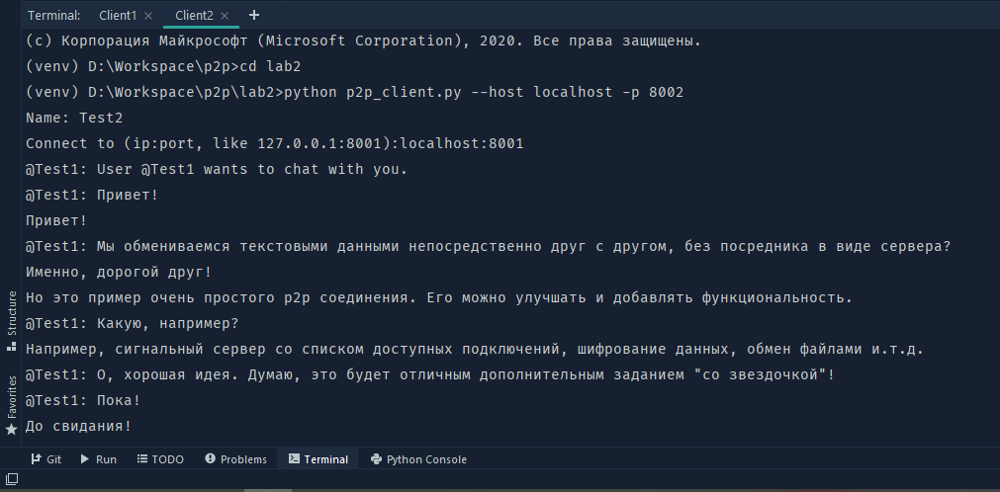 Terminal: Client1 Client2
(c) Корпорация Майкрософт (Microsoft Corporation), 2020. Все права защищены.
(venv) D:\Workspace\p2p>cd lab2
(venv) D:\Workspace\p2p\lab2>python p2p_client.py --host localhost -p 8002
Name: Test2
Connect to (ip:port, like 127.0.0.1:8001):localhost:8001
@Test1: User @Test1 wants to chat with you.
@Test1: Привет!
Привет!
@Test1: Мы обмениваемся текстовыми данными непосредственно друг с другом, без посредника в виде сервера?
Именно, дорогой друг!
Но это пример очень простого p2p соединения. Его можно улучшать и добавлять функциональность.
@Test1: Какую, например?
Например, сигнальный сервер со списком доступных подключений, шифрование данных, обмен файлами и.т.д.
@Test1: О, хорошая идея. Думаю, это будет отличным дополнительным заданием "со звездочкой"!
@Test1: Пока!
До свидания!
Structure
Favorites
Git Run TODO Problems Terminal Python Console